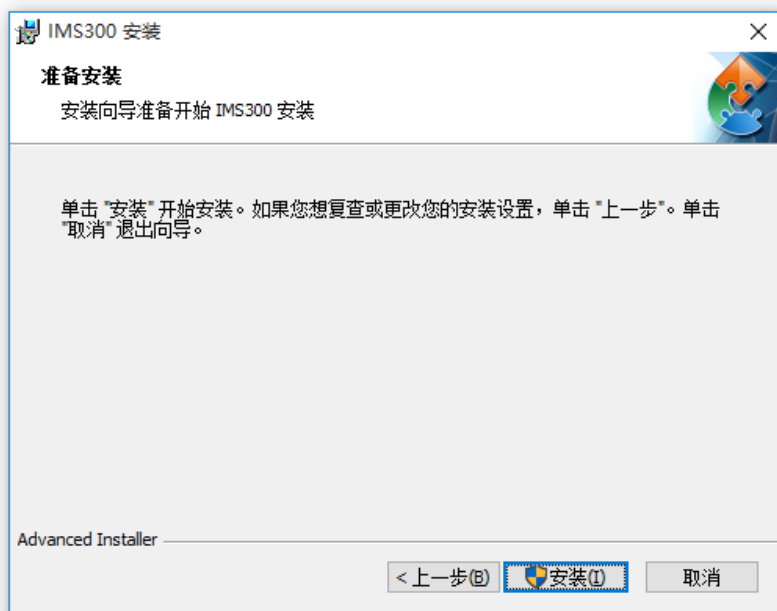 IMS300 安装
准备安装
安装向导准备开始 IMS300 安装
单击 "安装" 开始安装。如果您想复查或更改您的安装设置，单击 "上一步"。单击
"取消" 退出向导。
Advanced Installer
< 上一步(B)
安装(I)
取消